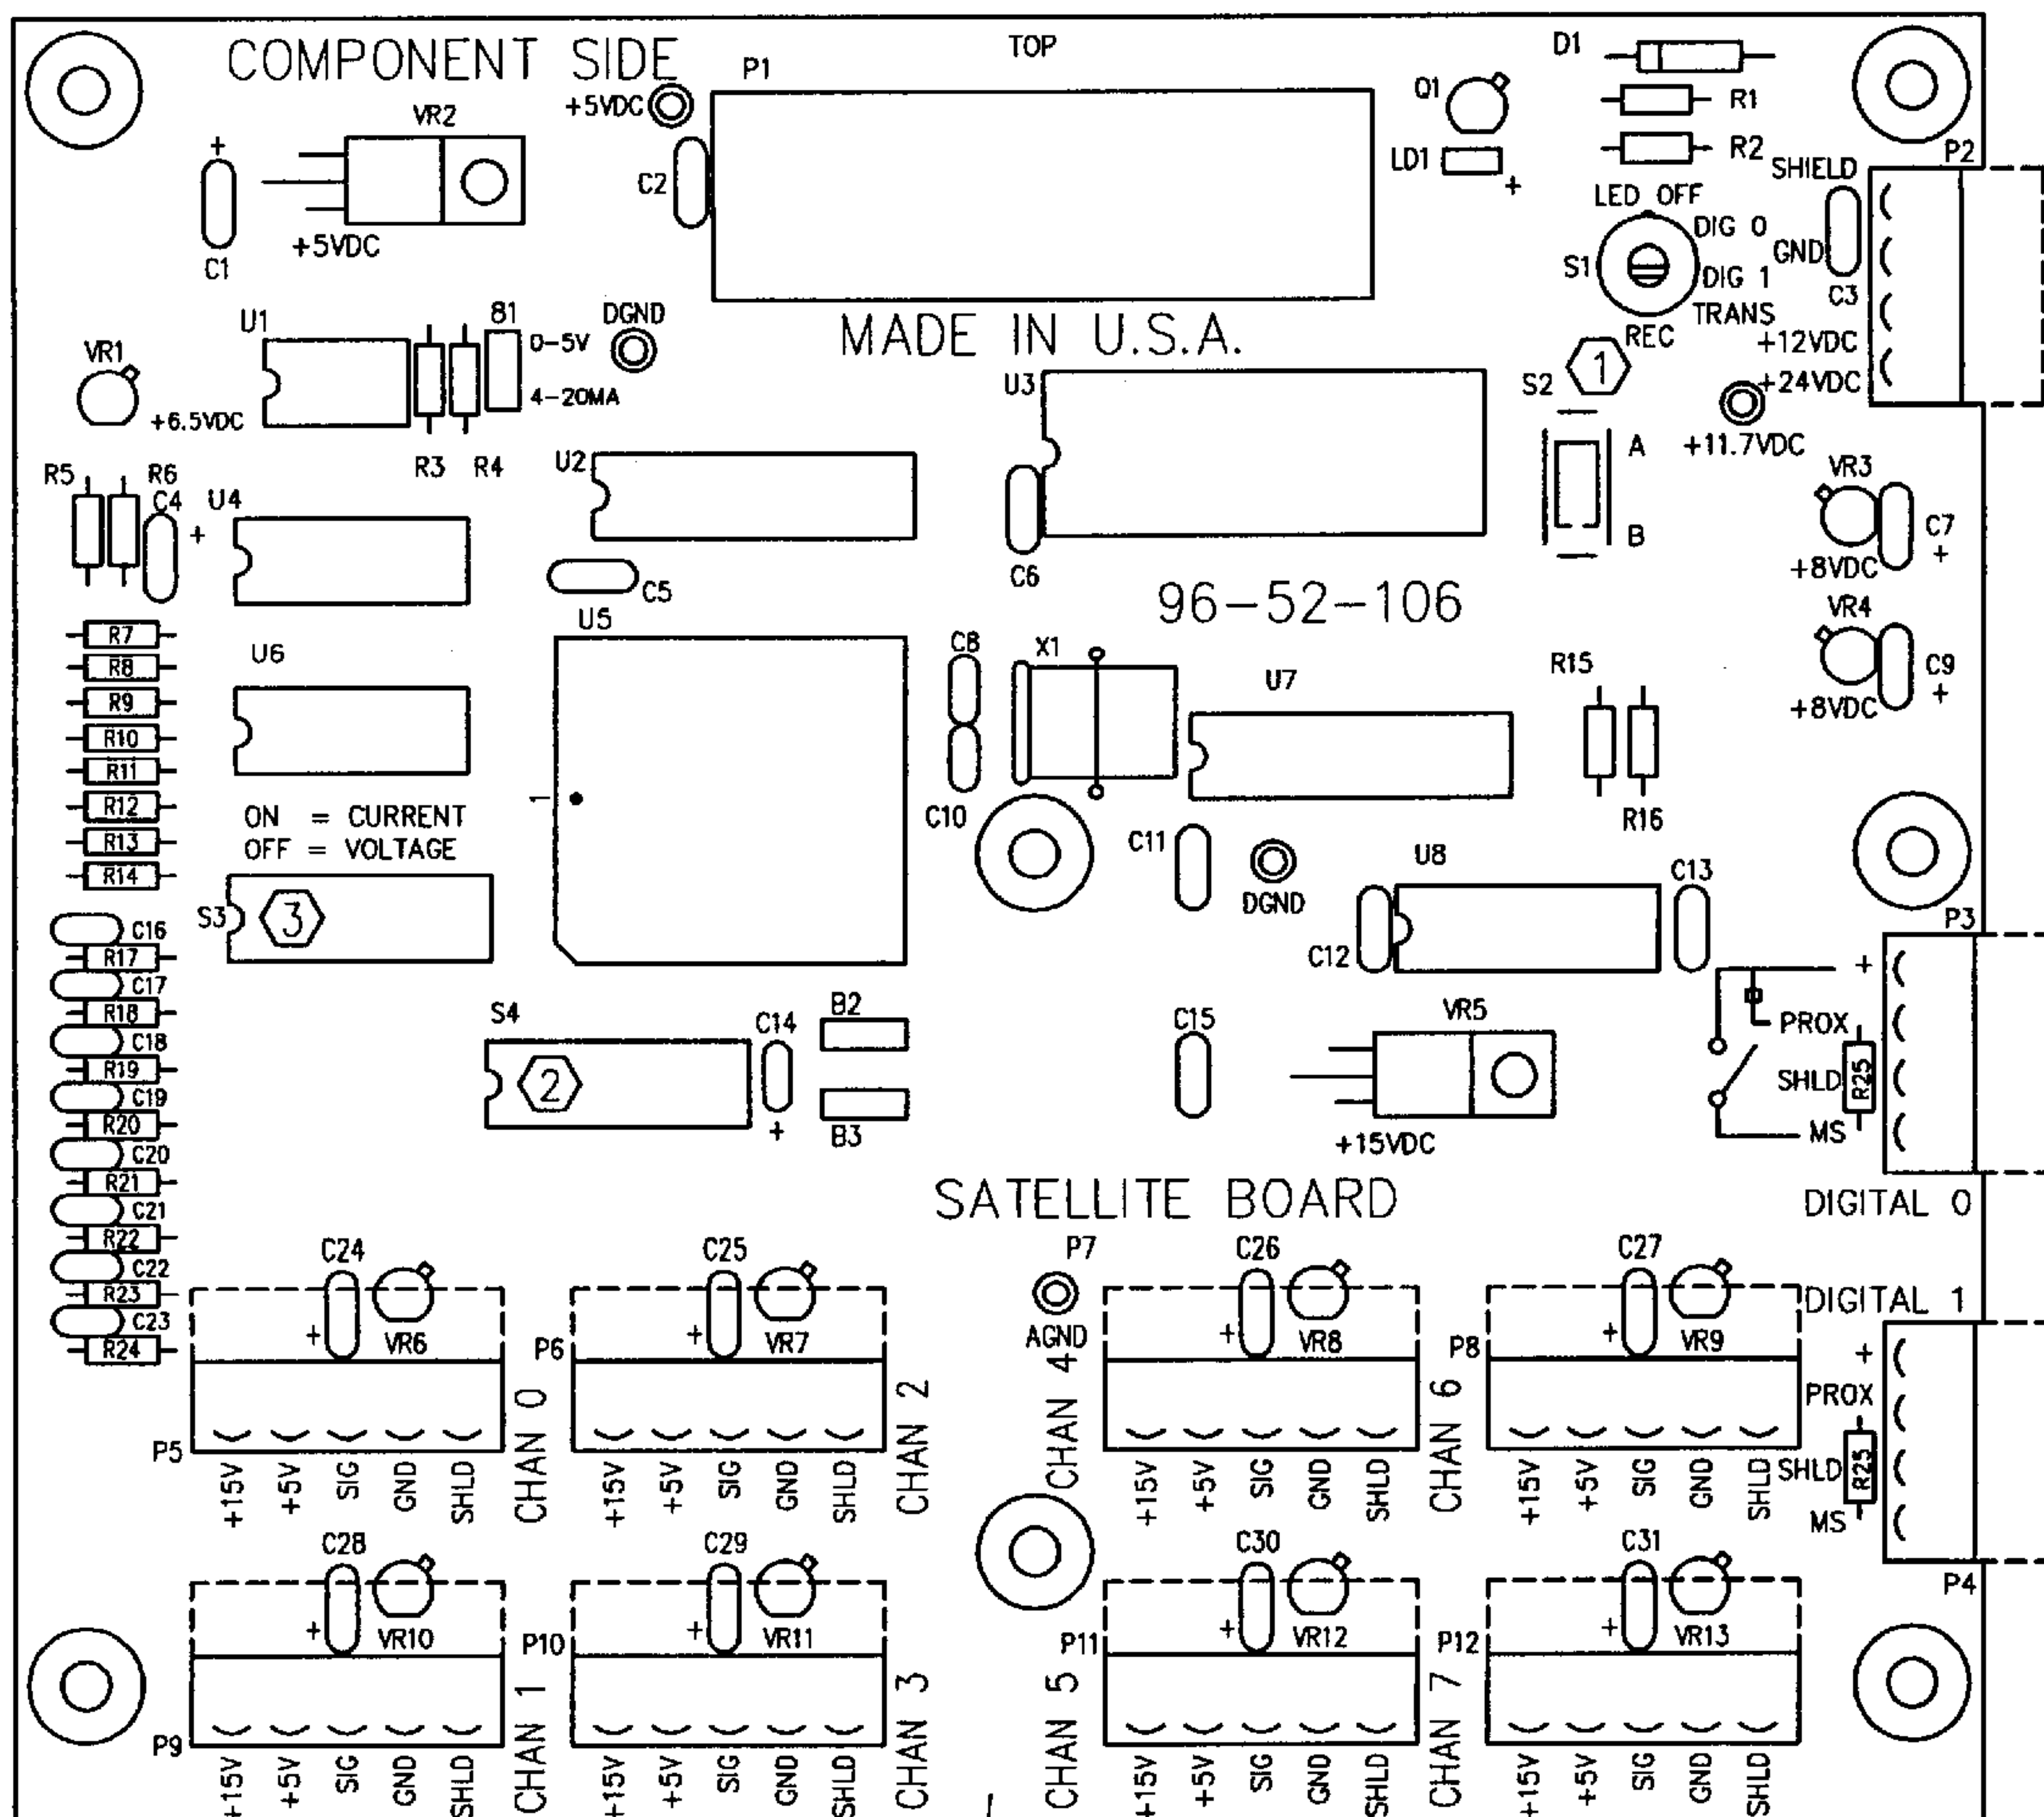 COMPONENT SIDE
TOP
P1
+5VDC
VR2
+
C1
+5VDC
C2
Q1
LD1
+
D1
R1
R2
P2
SHIELD
LED OFF
DIG 0
GND
S1
DIG 1
C3
TRANS
REC
+12VDC
+24VDC
+11.7VDC
MADE IN U.S.A.
U1
B1
0-5V
4-20MA
DGND
VR1
+6.5VDC
R3
R4
U2
U3
S2
1
A
B
R5
R6
C4
+
U4
C5
C6
VR3
C7
+
+8VDC
96-52-106
VR4
C9
+
+8VDC
R7
R8
R9
R10
R11
R12
R13
R14
U6
U5
1
C8
X1
C10
U7
R15
R16
ON = CURRENT
OFF = VOLTAGE
S3
3
C11
DGND
U8
C12
C13
P3
C16
R17
C17
R18
C18
R19
C19
R20
C20
R21
C21
R22
C22
R23
C23
R24
S4
2
C14
+
B2
B3
C15
VR5
+15VDC
+
PROX
SHLD
R25
MS
SATELLITE BOARD
DIGITAL 0
DIGITAL 1
C24
+
VR6
P5
CHAN 0
+15V
+5V
SIG
GND
SHLD
C25
+
VR7
P6
CHAN 2
+15V
+5V
SIG
GND
SHLD
P7
AGND
CHAN 4
C26
+
VR8
+15V
+5V
SIG
GND
SHLD
C27
+
VR9
P8
CHAN 6
+15V
+5V
SIG
GND
SHLD
+
PROX
SHLD
R25
MS
P4
C28
+
VR10
P9
CHAN 1
+15V
+5V
SIG
GND
SHLD
C29
+
VR11
P10
CHAN 3
+15V
+5V
SIG
GND
SHLD
C30
+
VR12
P11
CHAN 5
+15V
+5V
SIG
GND
SHLD
C31
+
VR13
P12
CHAN 7
+15V
+5V
SIG
GND
SHLD